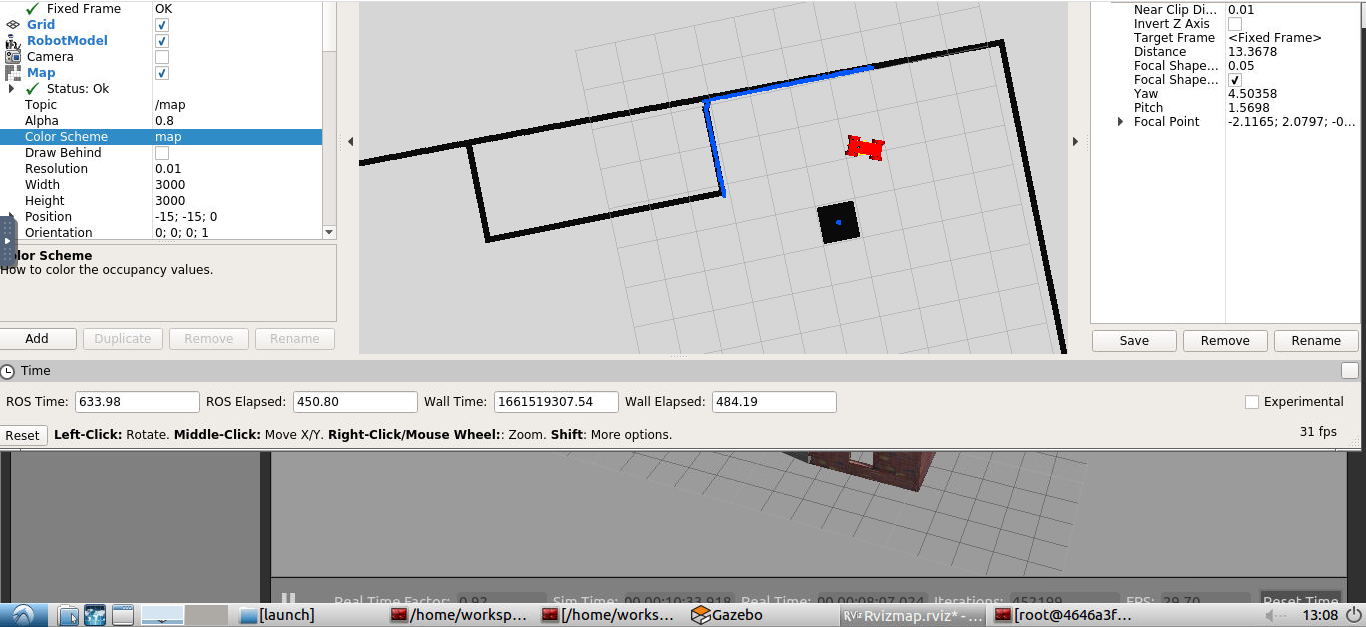 Fixed Frame OK
Grid
RobotModel
Camera
Map
Status: Ok
Topic /map
Alpha 0.8
Color Scheme map
Draw Behind
Resolution 0.01
Width 3000
Height 3000
Position -15; -15; 0
Orientation 0; 0; 0; 1
olor Scheme
How to color the occupancy values.
Add Duplicate Remove Rename
Near Clip Di... 0.01
Invert Z Axis
Target Frame <Fixed Frame>
Distance 13.3678
Focal Shape... 0.05
Focal Shape...
Yaw 4.50358
Pitch 1.5698
Focal Point -2.1165; 2.0797; -0...
Save Remove Rename
Time
ROS Time: 633.98 ROS Elapsed: 450.80 Wall Time: 1661519307.54 Wall Elapsed: 484.19 Experimental
Reset Left-Click: Rotate. Middle-Click: Move X/Y. Right-Click/Mouse Wheel:: Zoom. Shift: More options. 31 fps
Real Time Factor: 0.92 Sim Time: 00 00:10:33.918 Real Time: 00 00:08:07.024 Iterations: 452199 FPS: 29.70 Reset Time
[launch] /home/worksp... [/home/works... Gazebo RViz Rvizmap.rviz* - ... [root@4646a3f... 13:08